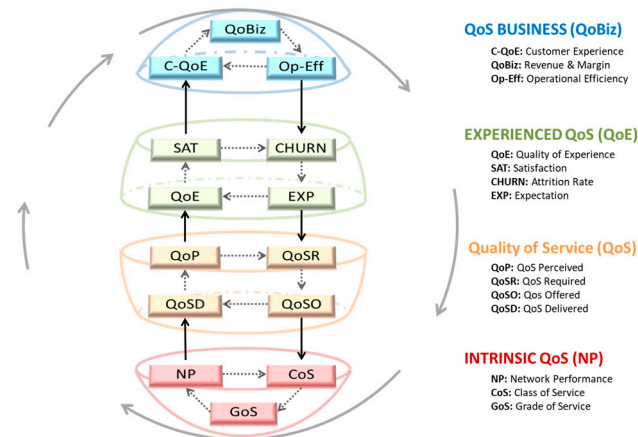 QoBiz
C-QoE
Op-Eff
SAT
CHURN
QoE
EXP
QoP
QoSR
QoSD
QoSO
NP
CoS
GoS
QoS BUSINESS (QoBiz)
C-QoE: Customer Experience
QoBiz: Revenue & Margin
Op-Eff: Operational Efficiency
EXPERIENCED QoS (QoE)
QoE: Quality of Experience
SAT: Satisfaction
CHURN: Attrition Rate
EXP: Expectation
Quality of Service (QoS)
QoP: QoS Perceived
QoSR: QoS Required
QoSO: Qos Offered
QoSD: QoS Delivered
INTRINSIC QoS (NP)
NP: Network Performance
CoS: Class of Service
GoS: Grade of Service